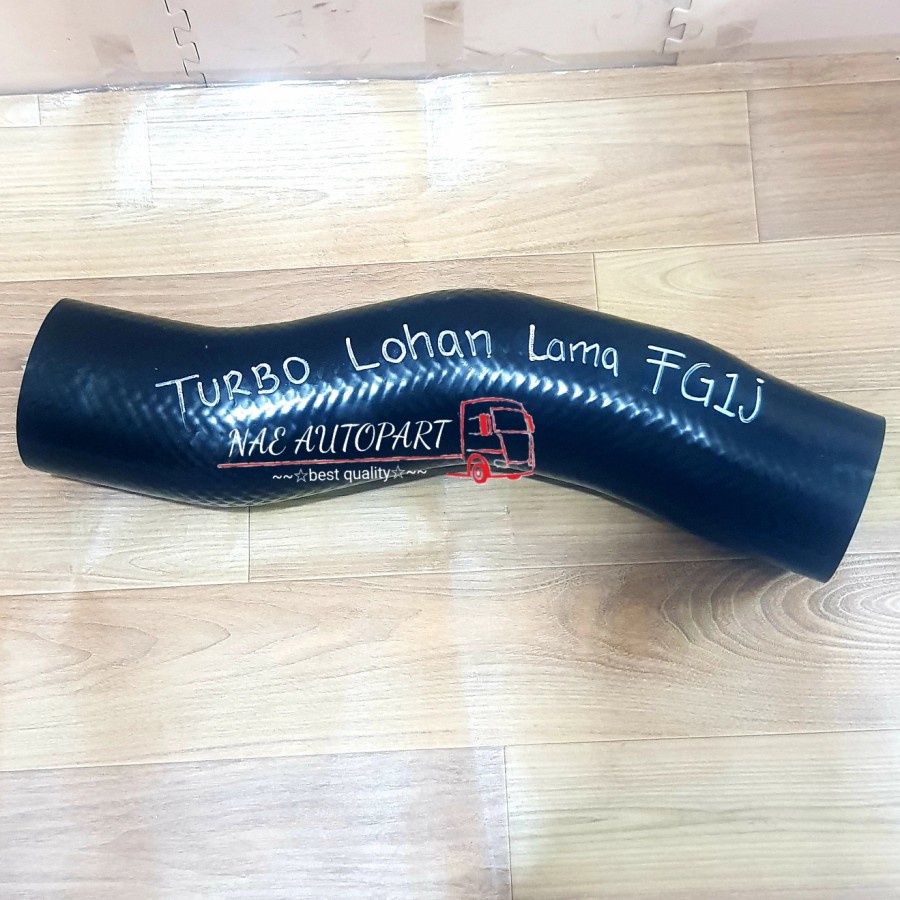 TURBO Lohan Lama FG1j
NAE AUTOPART
~~☆best quality☆~~